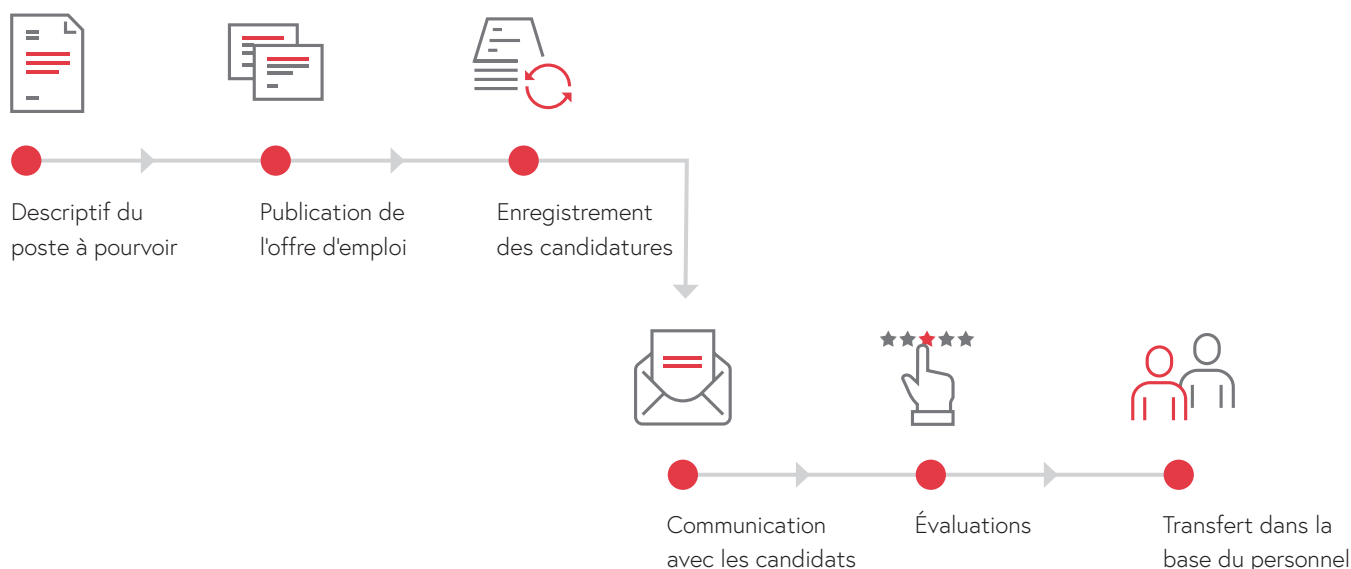 Descriptif du
poste à pourvoir
Publication de
l'offre d'emploi
Enregistrement
des candidatures
Communication
avec les candidats
Évaluations
Transfert dans la
base du personnel